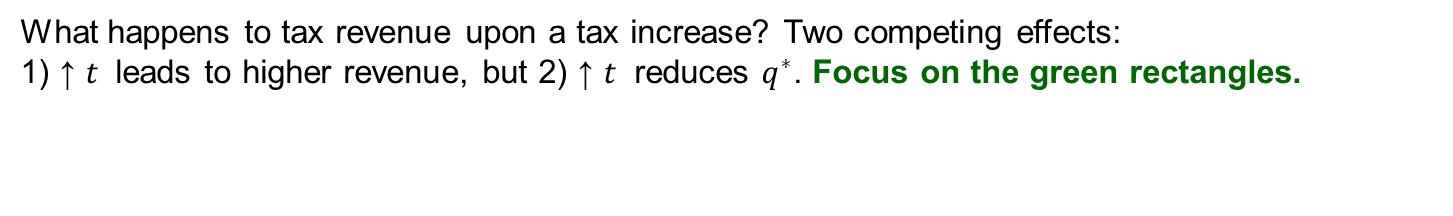 What happens to tax revenue upon a tax increase? Two competing effects:
1) ↑ t leads to higher revenue, but 2) ↑ t reduces q*. Focus on the green rectangles.